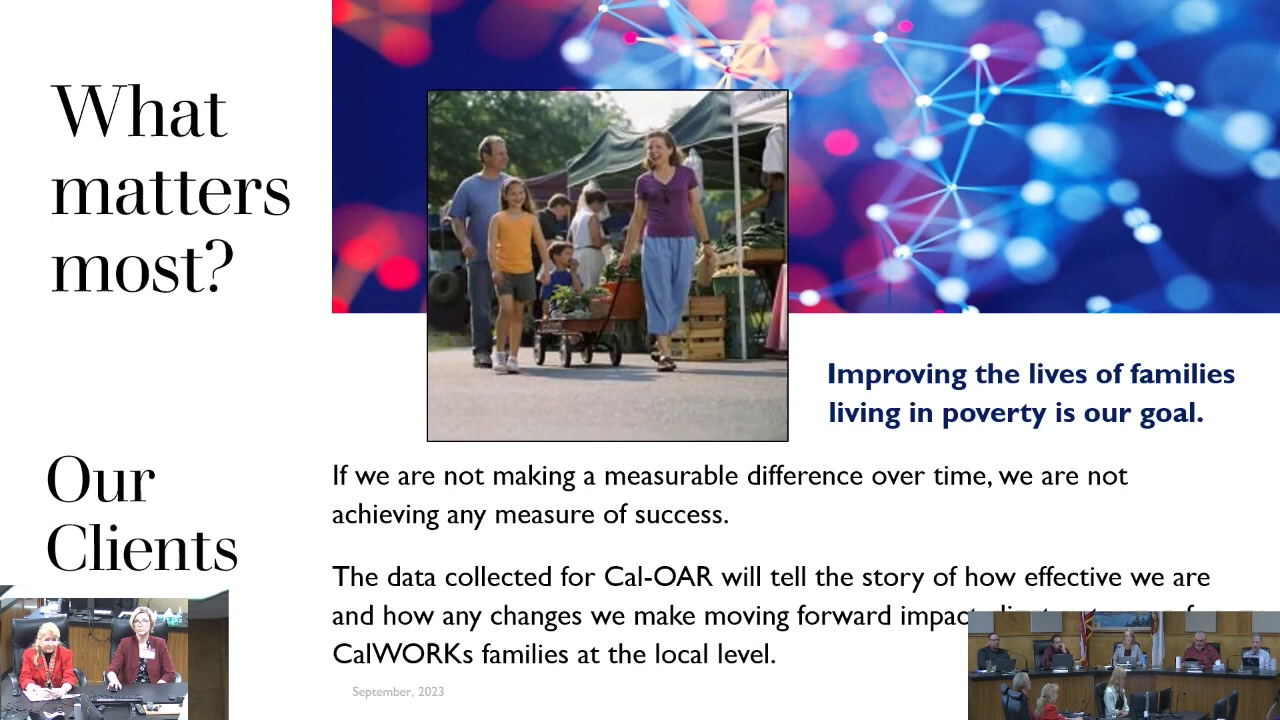 What
matters
most?
Improving the lives of families
living in poverty is our goal.
Our
Clients
If we are not making a measurable difference over time, we are not
achieving any measure of success.
The data collected for Cal-OAR will tell the story of how effective we are
and how any changes we make moving forward
CalWORKs families at the local level.
September, 2023